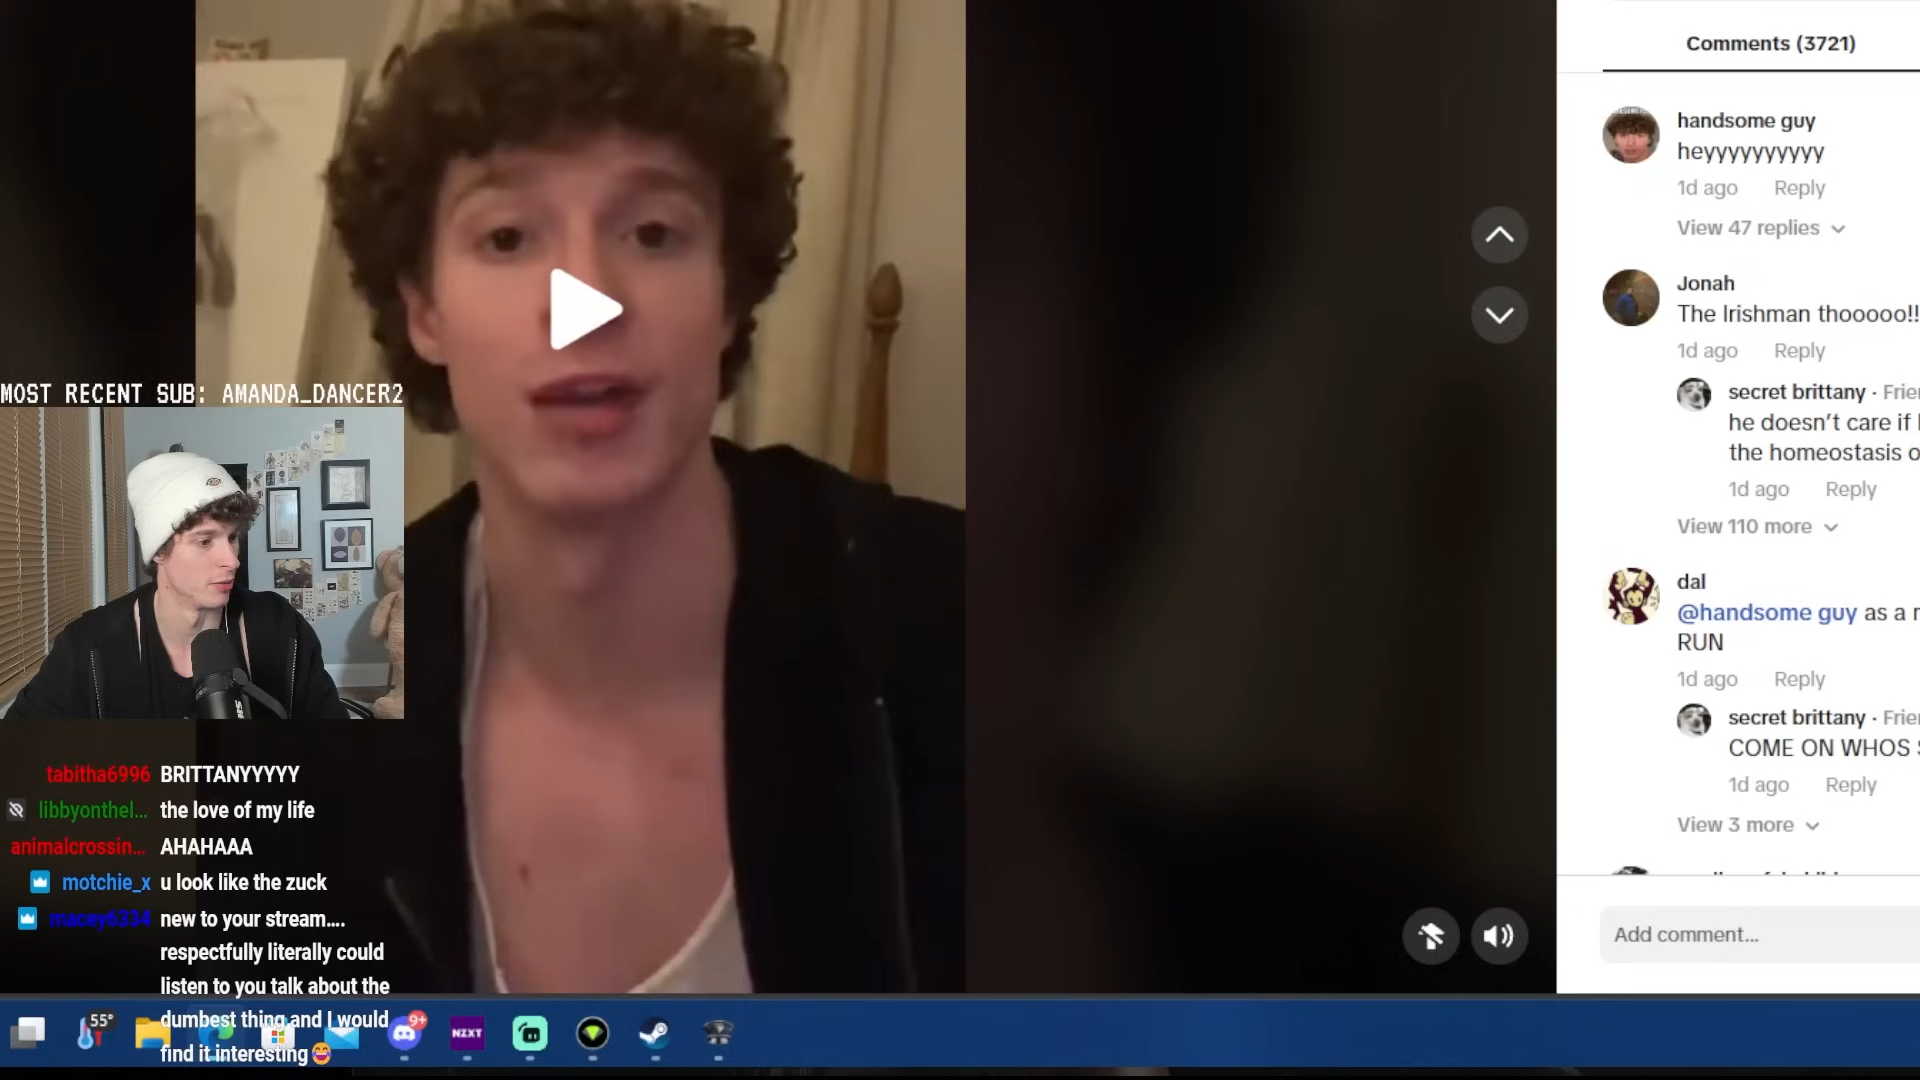 Comments (3721)
handsome guy
heyyyyyyyyyy
1d ago Reply
View 47 replies
Jonah
The Irishman thooooo!!
1d ago Reply
secret brittany · Frie
he doesn't care if
the homeostasis o
1d ago Reply
View 110 more
dal
@handsome guy as a
RUN
1d ago Reply
secret brittany · Frie
COME ON WHOS
1d ago Reply
View 3 more
Add comment...
MOST RECENT SUB: AMANDA_DANCER2
tabitha6996 BRITTANYYYYY
libbyonthel... the love of my life
animalcrossin... AHAHAAA
motchie_x u look like the zuck
macey6334 new to your stream....
respectfully literally could
listen to you talk about the
dumbest thing and I would
find it interesting😂
55°
9+
NZXT